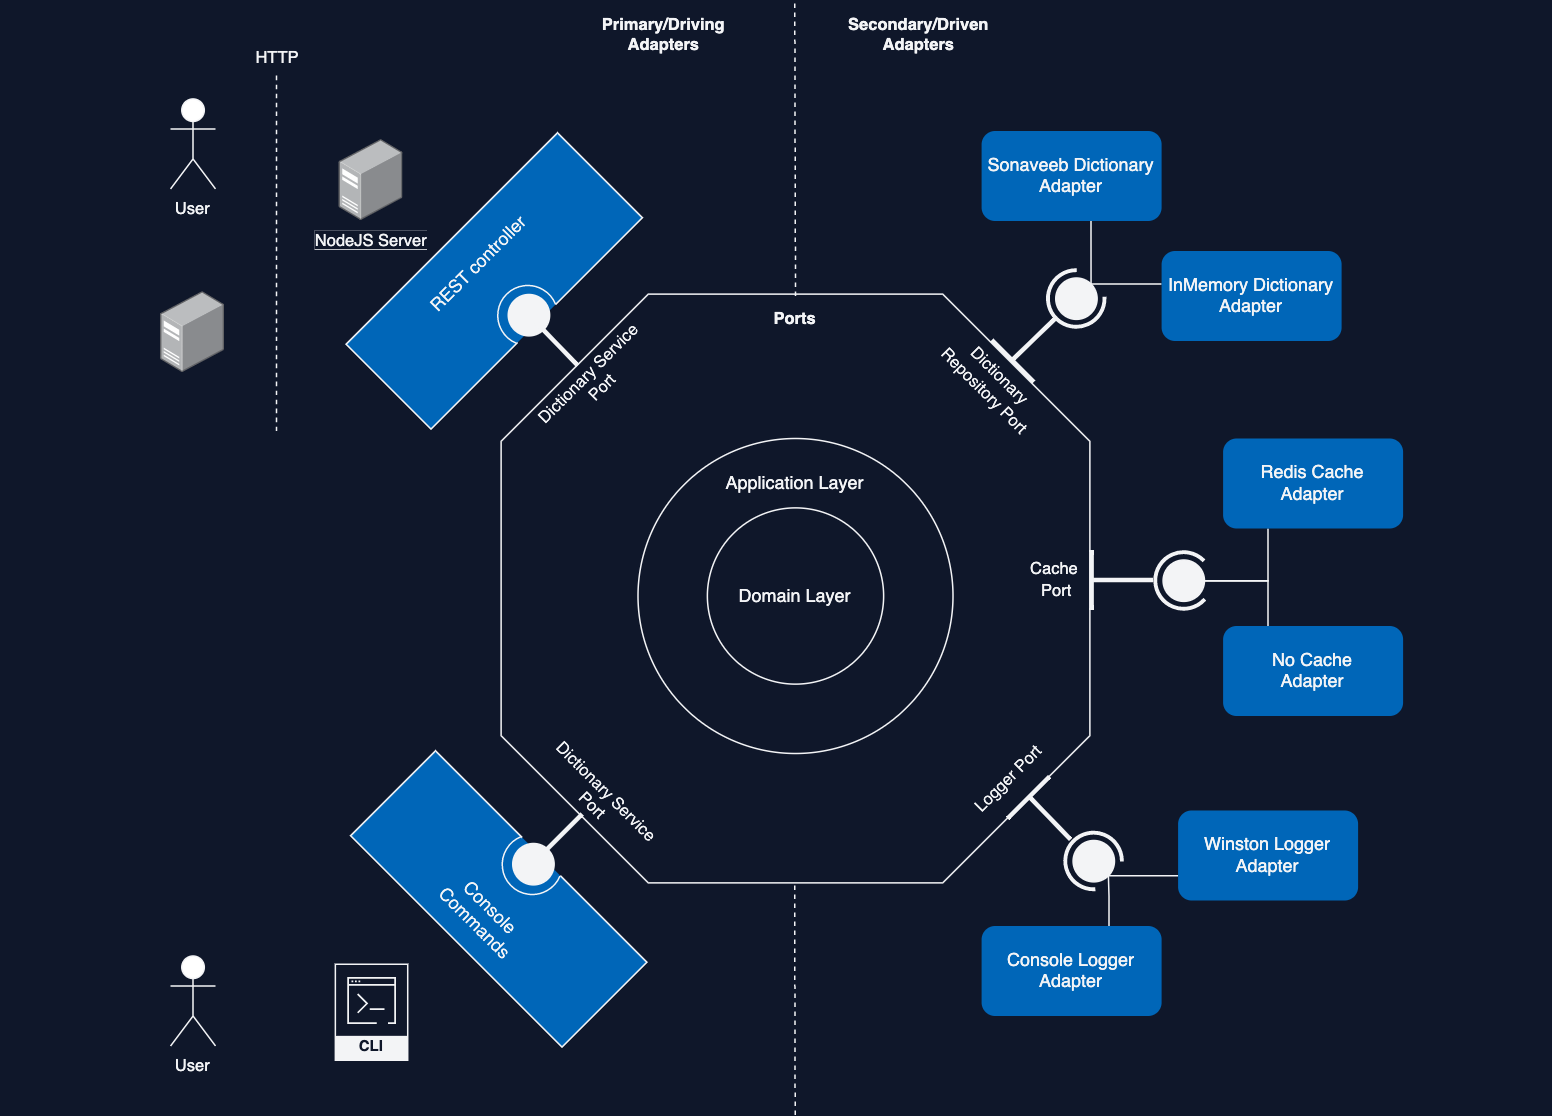 Primary/Driving
Adapters
Secondary/Driven
Adapters
HTTP
User
NodeJS Server
REST controller
Dictionary Service
Port
Ports
Sonaveeb Dictionary
Adapter
InMemory Dictionary
Adapter
Dictionary
Repository Port
Application Layer
Domain Layer
Cache
Port
Redis Cache
Adapter
No Cache
Adapter
Dictionary Service
Port
Logger Port
Console
Commands
Winston Logger
Adapter
Console Logger
Adapter
User
CLI